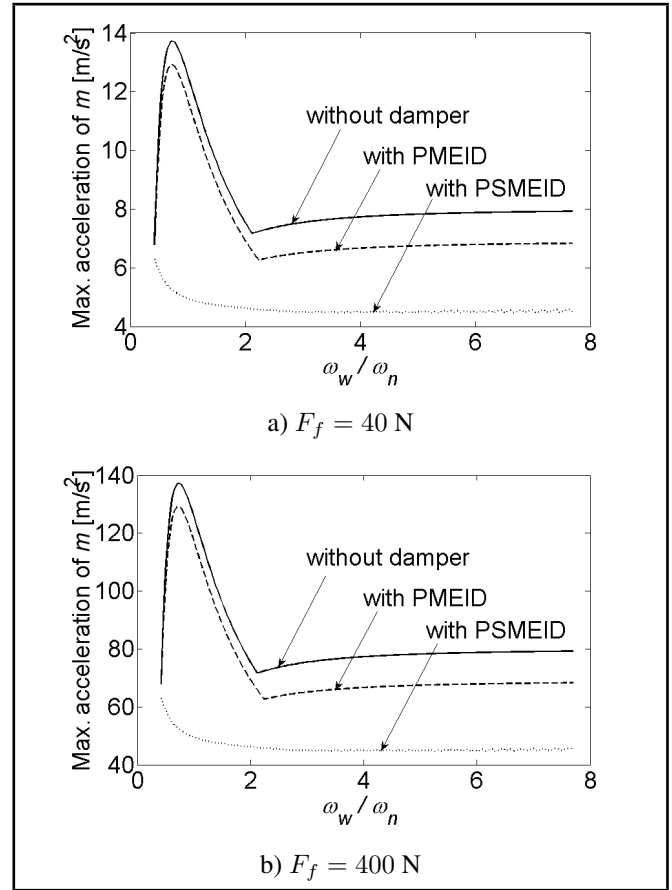 Max. acceleration of m [m/s²]
14
12
10
8
6
4
without damper
with PMEID
with PSMEID
0 2 4 6 8
ω_w / ω_n
a) F_f = 40 N
Max. acceleration of m [m/s²]
140
120
100
80
60
40
without damper
with PMEID
with PSMEID
0 2 4 6 8
ω_w / ω_n
b) F_f = 400 N